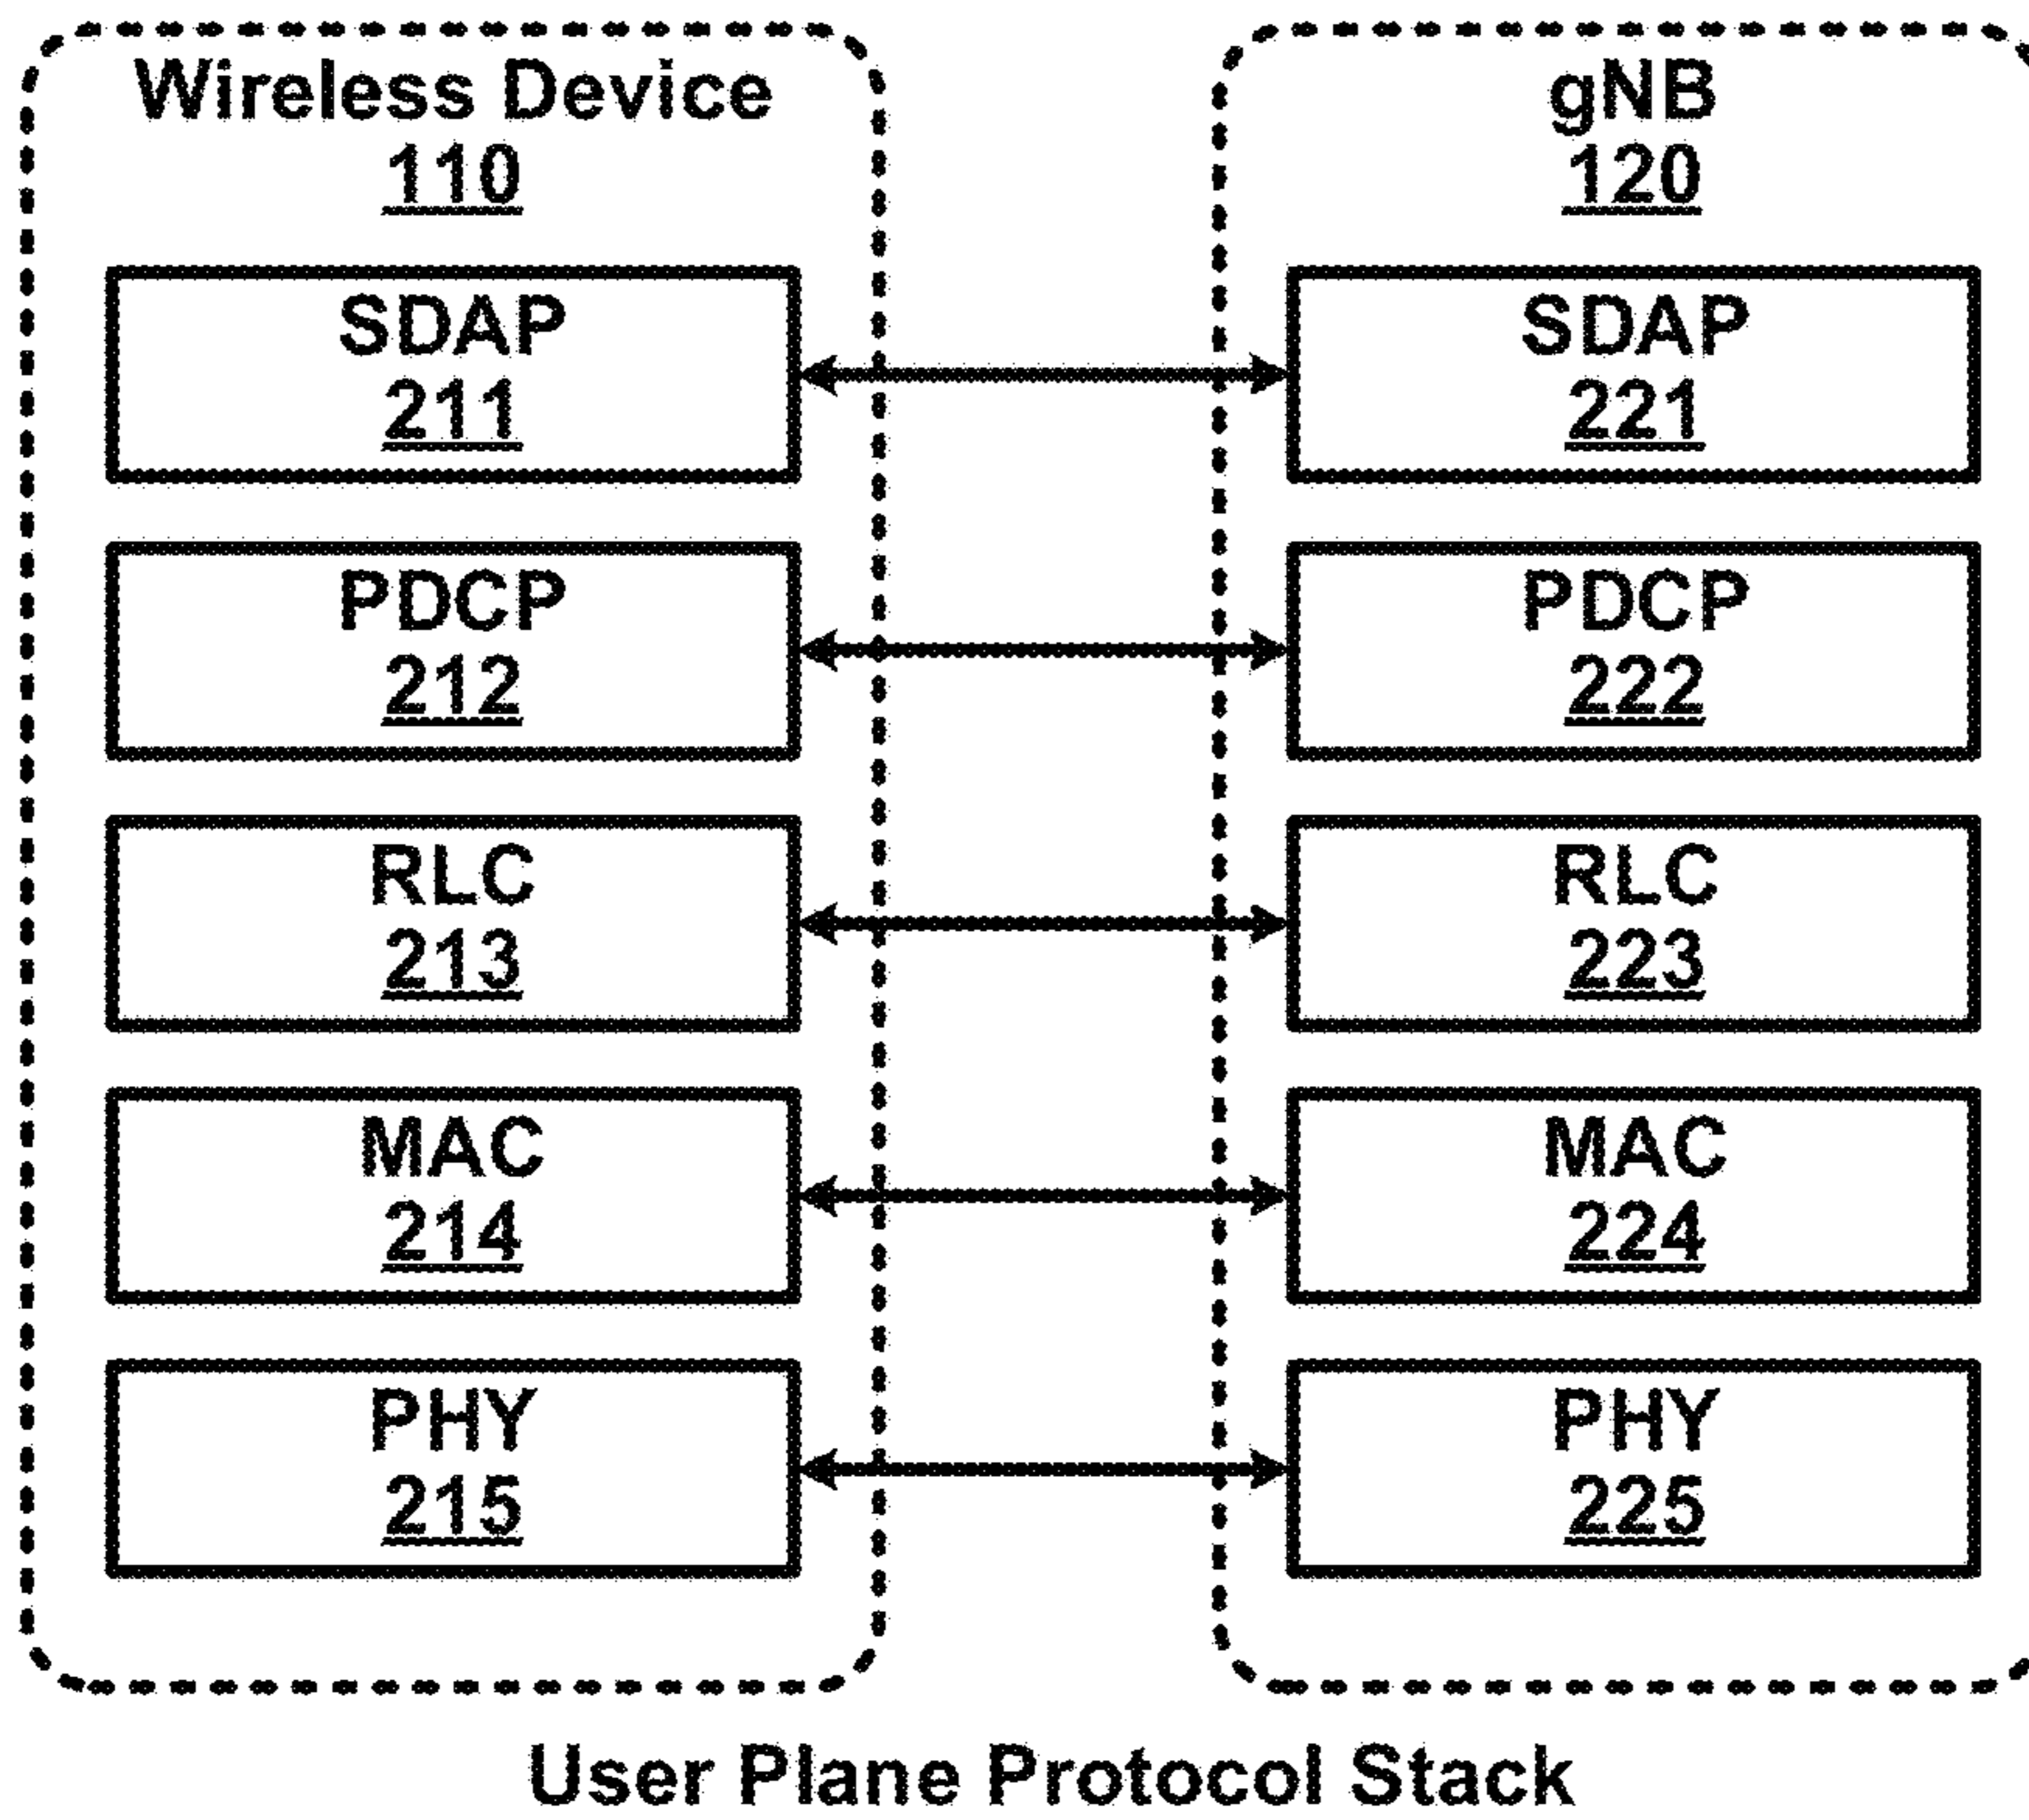 Wireless Device
110
SDAP
211
PDCP
212
RLC
213
MAC
214
PHY
215
gNB
120
SDAP
221
PDCP
222
RLC
223
MAC
224
PHY
225
User Plane Protocol Stack